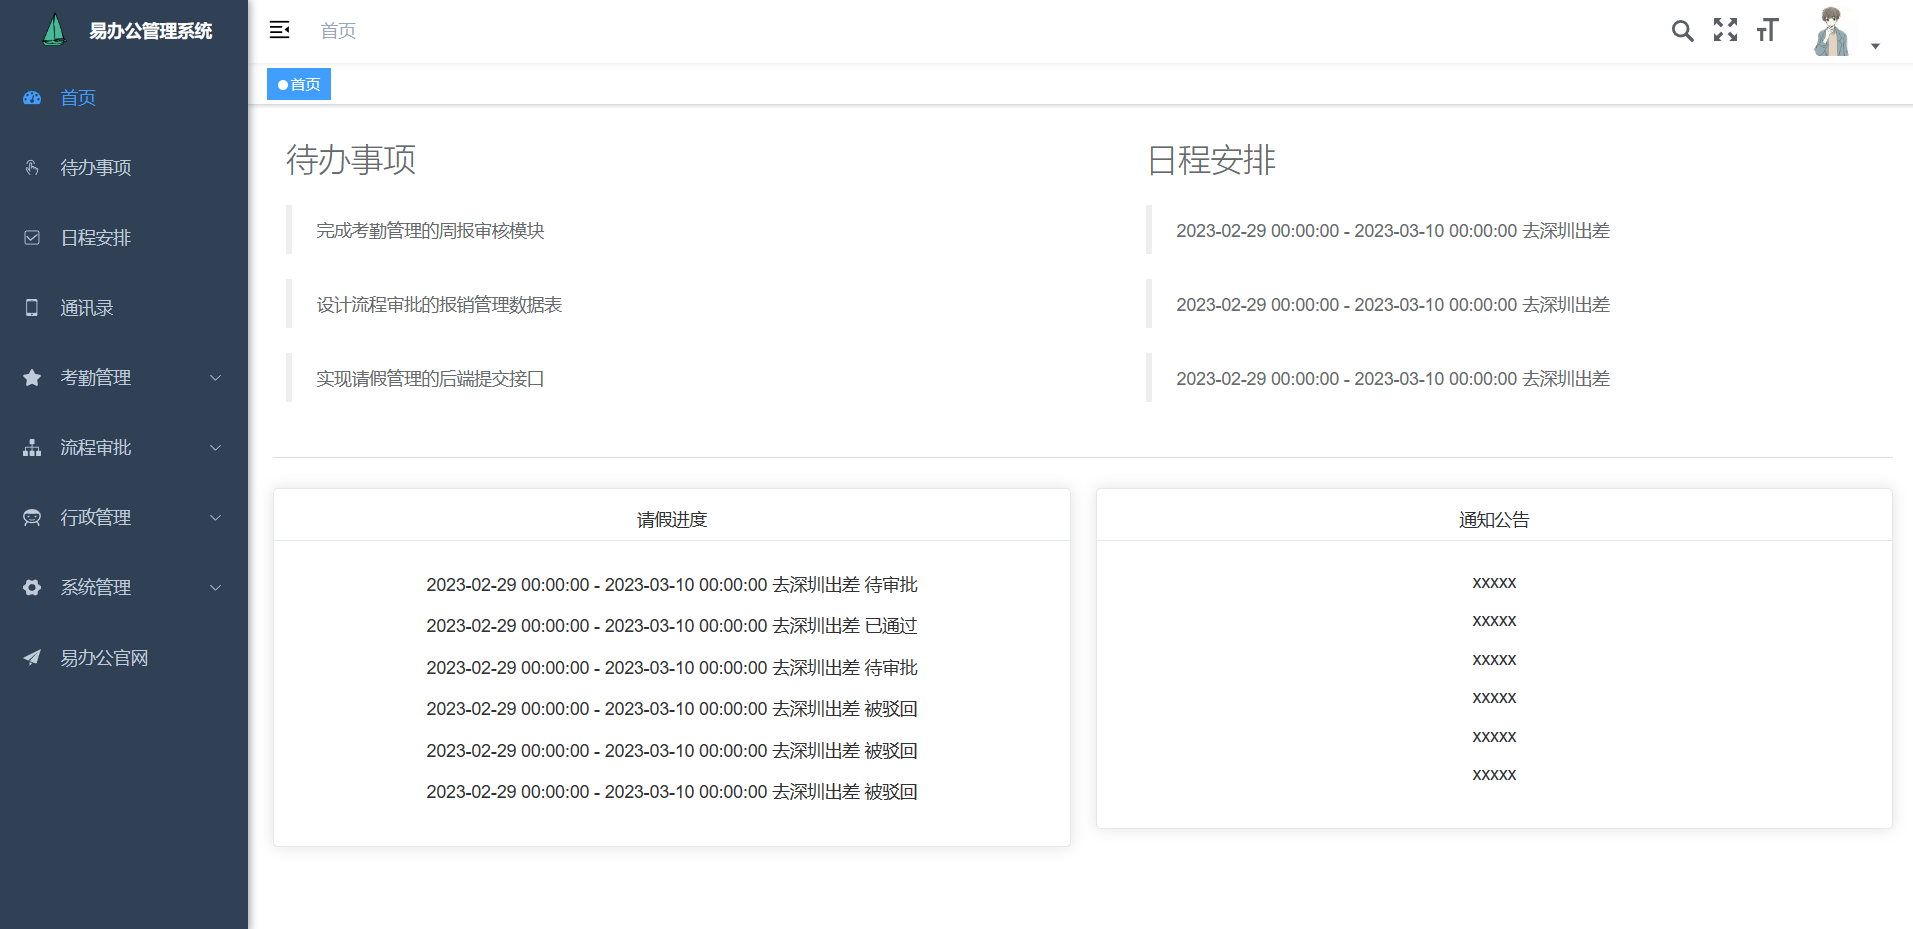 易办公管理系统
首页
待办事项
日程安排
通讯录
考勤管理
流程审批
行政管理
系统管理
易办公官网
首页
首页
待办事项
完成考勤管理的周报审核模块
设计流程审批的报销管理数据表
实现请假管理的后端提交接口
日程安排
2023-02-29 00:00:00 - 2023-03-10 00:00:00 去深圳出差
2023-02-29 00:00:00 - 2023-03-10 00:00:00 去深圳出差
2023-02-29 00:00:00 - 2023-03-10 00:00:00 去深圳出差
请假进度
2023-02-29 00:00:00 - 2023-03-10 00:00:00 去深圳出差 待审批
2023-02-29 00:00:00 - 2023-03-10 00:00:00 去深圳出差 已通过
2023-02-29 00:00:00 - 2023-03-10 00:00:00 去深圳出差 待审批
2023-02-29 00:00:00 - 2023-03-10 00:00:00 去深圳出差 被驳回
2023-02-29 00:00:00 - 2023-03-10 00:00:00 去深圳出差 被驳回
2023-02-29 00:00:00 - 2023-03-10 00:00:00 去深圳出差 被驳回
通知公告
xxxxx
xxxxx
xxxxx
xxxxx
xxxxx
xxxxx